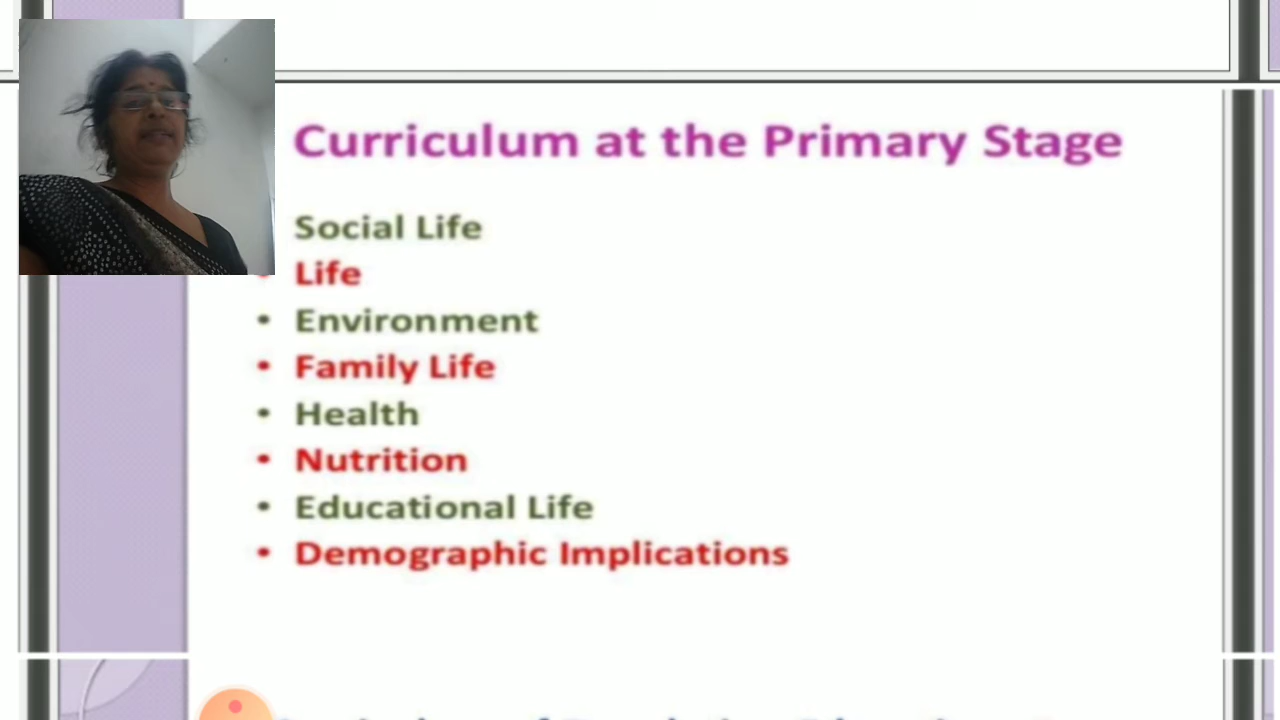 Curriculum at the Primary Stage
Social Life
• Life
• Environment
• Family Life
• Health
• Nutrition
• Educational Life
• Demographic Implications